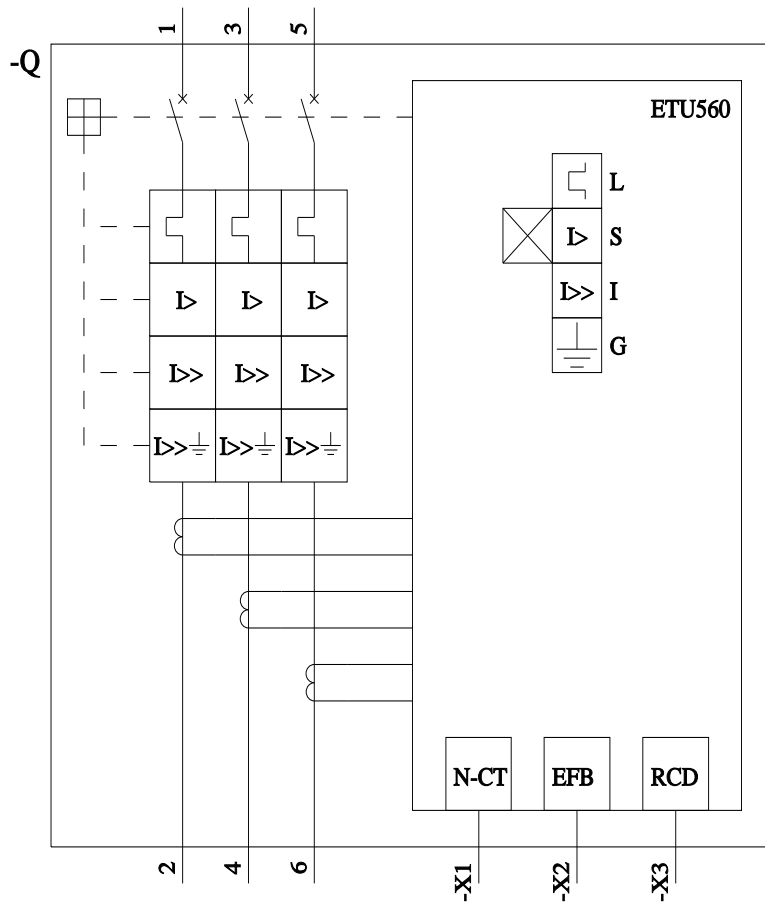 1 3 5
-Q
ETU560
L
I> S
I>> I
G
I> I> I>
I>> I>> I>>
I>> I>> I>>
N-CT EFB RCD
2 4 6 -X1 -X2 -X3